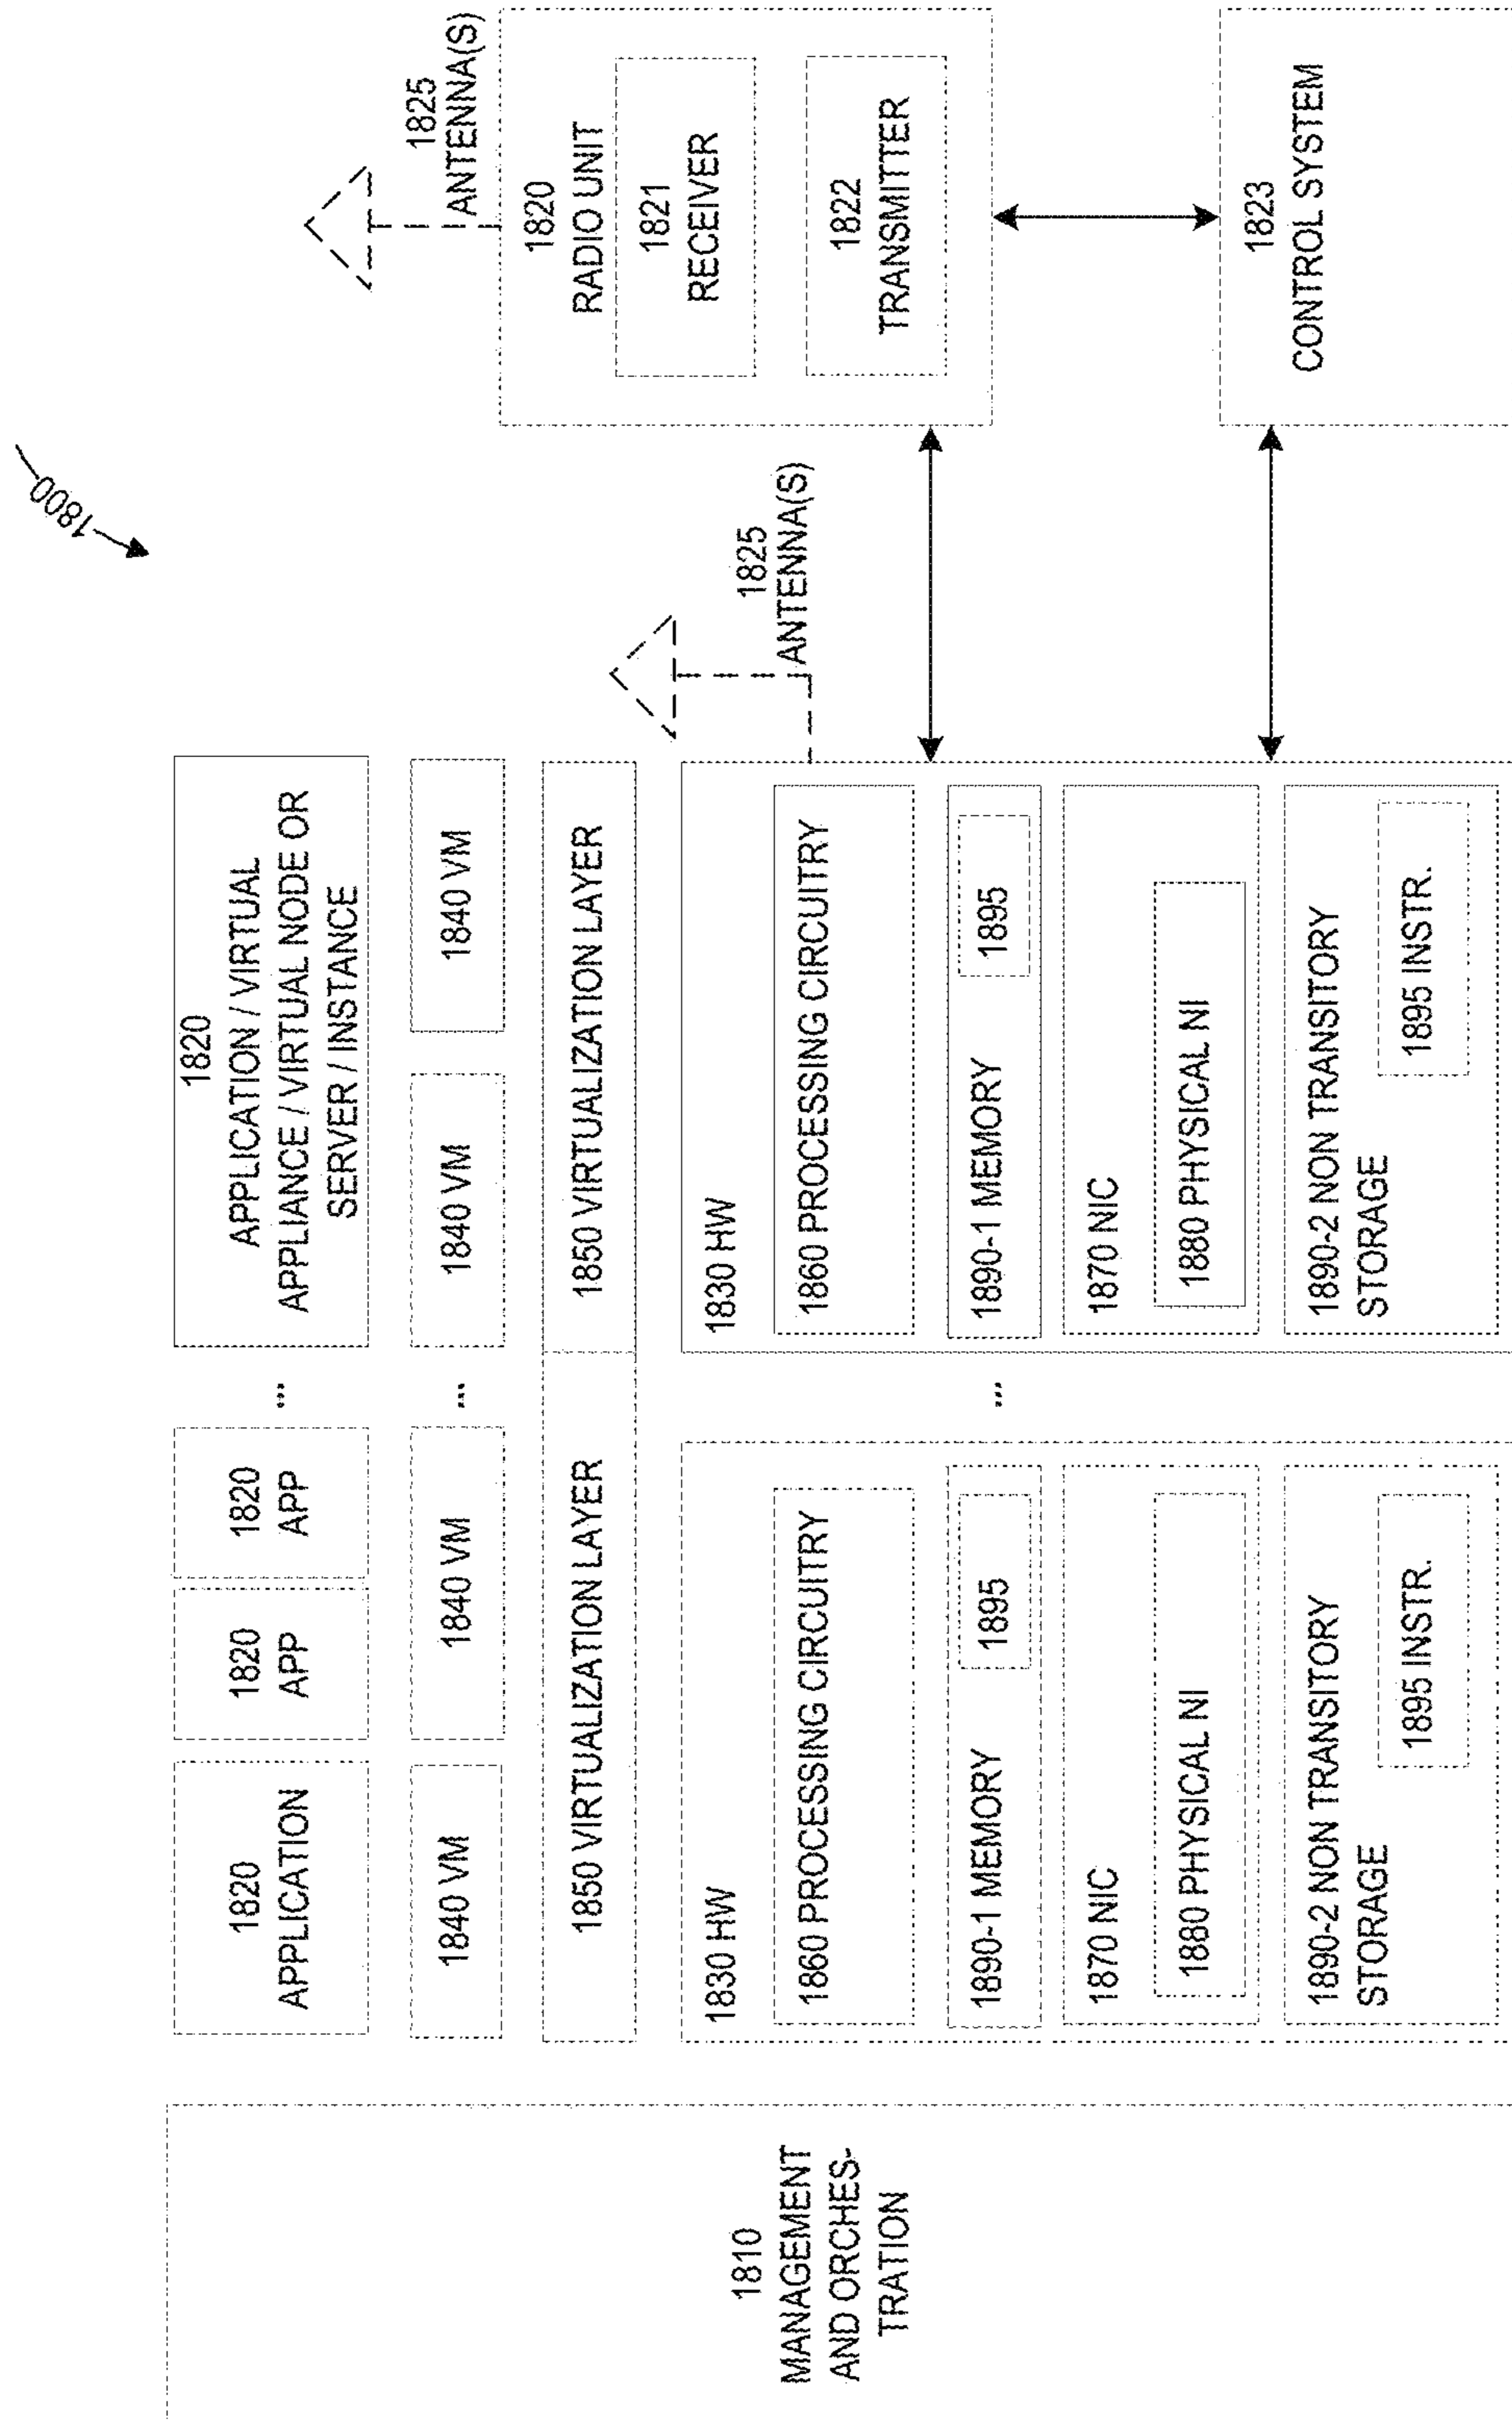 1800
1810
MANAGEMENT
AND ORCHES-
TRATION
1820
APPLICATION
1820
APP
1820
APP
...
1820
APPLICATION / VIRTUAL
APPLIANCE / VIRTUAL NODE OR
SERVER / INSTANCE
1840 VM
1840 VM
...
1840 VM
1840 VM
1850 VIRTUALIZATION LAYER
1850 VIRTUALIZATION LAYER
1830 HW
1860 PROCESSING CIRCUITRY
1890-1 MEMORY
1895
1870 NIC
1880 PHYSICAL NI
1890-2 NON TRANSITORY
STORAGE
1895 INSTR.
...
1830 HW
1860 PROCESSING CIRCUITRY
1890-1 MEMORY
1895
1870 NIC
1880 PHYSICAL NI
1890-2 NON TRANSITORY
STORAGE
1895 INSTR.
1825
ANTENNA(S)
1825
ANTENNA(S)
1820
RADIO UNIT
1821
RECEIVER
1822
TRANSMITTER
1823
CONTROL SYSTEM